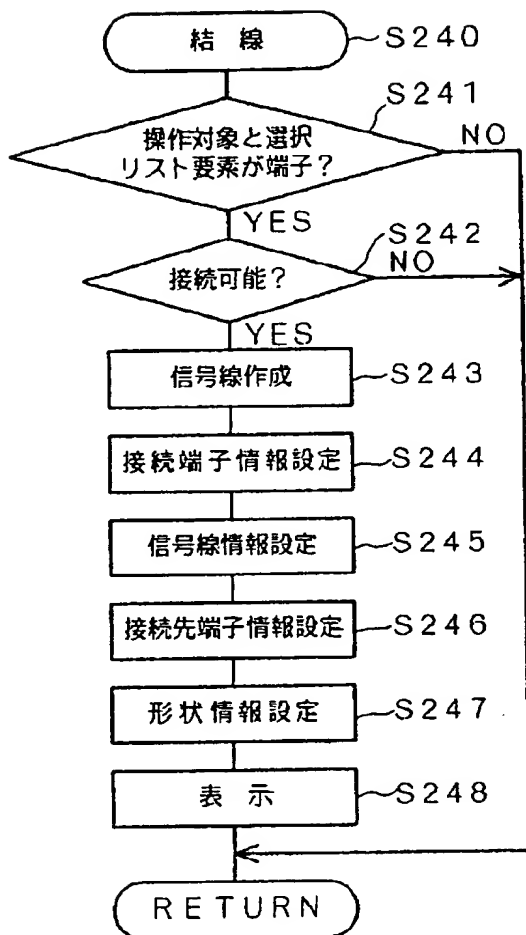 結線
S240
S241
操作対象と選択
リスト要素が端子?
NO
YES
S242
接続可能?
NO
YES
信号線作成
S243
接続端子情報設定
S244
信号線情報設定
S245
接続先端子情報設定
S246
形状情報設定
S247
表示
S248
RETURN